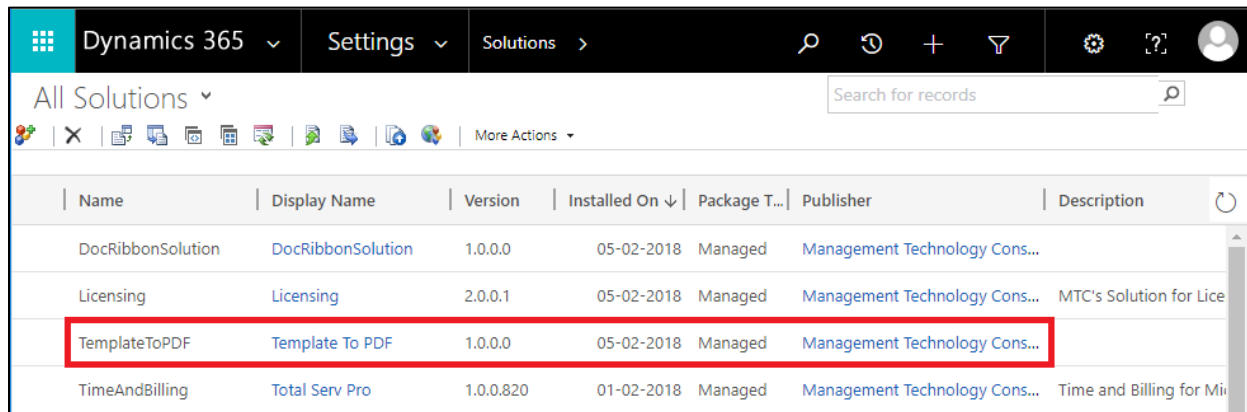 Dynamics 365 Settings Solutions
All Solutions
Search for records
More Actions
Name Display Name Version Installed On Package T... Publisher Description
DocRibbonSolution DocRibbonSolution 1.0.0.0 05-02-2018 Managed Management Technology Cons...
Licensing Licensing 2.0.0.1 05-02-2018 Managed Management Technology Cons... MTC's Solution for Lice
TemplateToPDF Template To PDF 1.0.0.0 05-02-2018 Managed Management Technology Cons...
TimeAndBilling Total Serv Pro 1.0.0.820 01-02-2018 Managed Management Technology Cons... Time and Billing for Mi